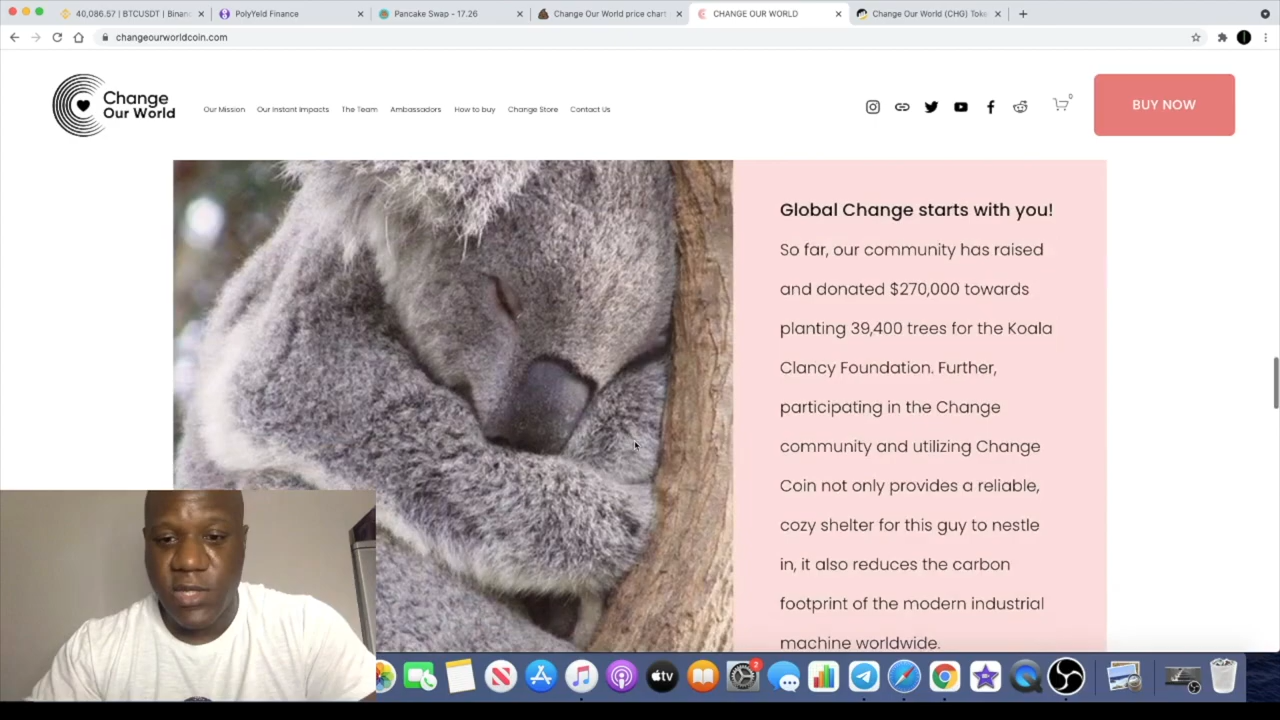 40,086.57 | BTCUSDT | Binan
PolyYeld Finance
Pancake Swap - 17.26
Change Our World price chart
CHANGE OUR WORLD
Change Our World (CHG) Toke
changeourworldcoin.com
Change
Our World
Our Mission
Our Instant Impacts
The Team
Ambassadors
How to buy
Change Store
Contact Us
0
BUY NOW
Global Change starts with you!
So far, our community has raised
and donated $270,000 towards
planting 39,400 trees for the Koala
Clancy Foundation. Further,
participating in the Change
community and utilizing Change
Coin not only provides a reliable,
cozy shelter for this guy to nestle
in, it also reduces the carbon
footprint of the modern industrial
machine worldwide.
tv
2